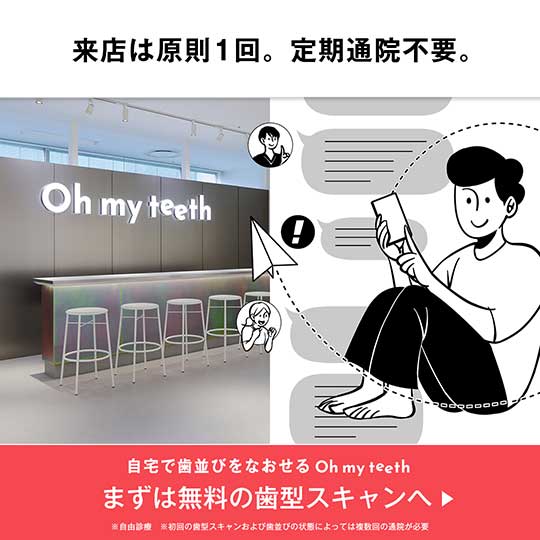 来店は原則1回。定期通院不要。
Oh my teeth
!
自宅で歯並びをなおせる Oh my teeth
まずは無料の歯型スキャンへ ▶
※自由診療 ※初回の歯型スキャンおよび歯並びの状態によっては複数回の通院が必要